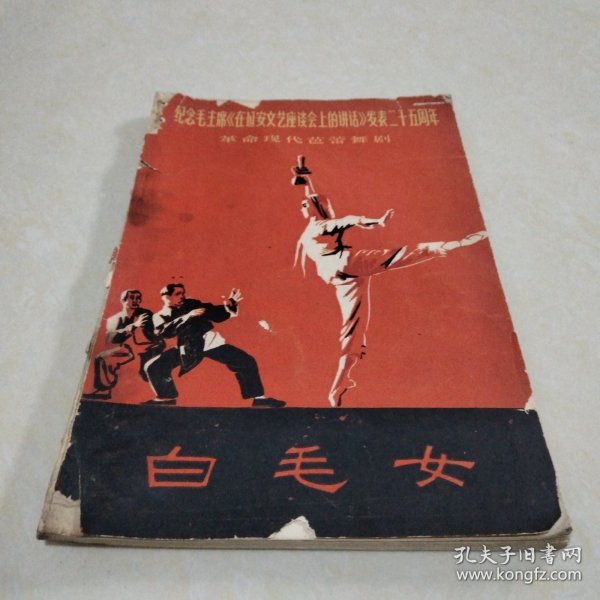 纪念毛主席《在延安文艺座谈会上的讲话》发表二十五周年
革命现代芭蕾舞剧
白毛女
孔夫子旧书网
www.kongfz.com